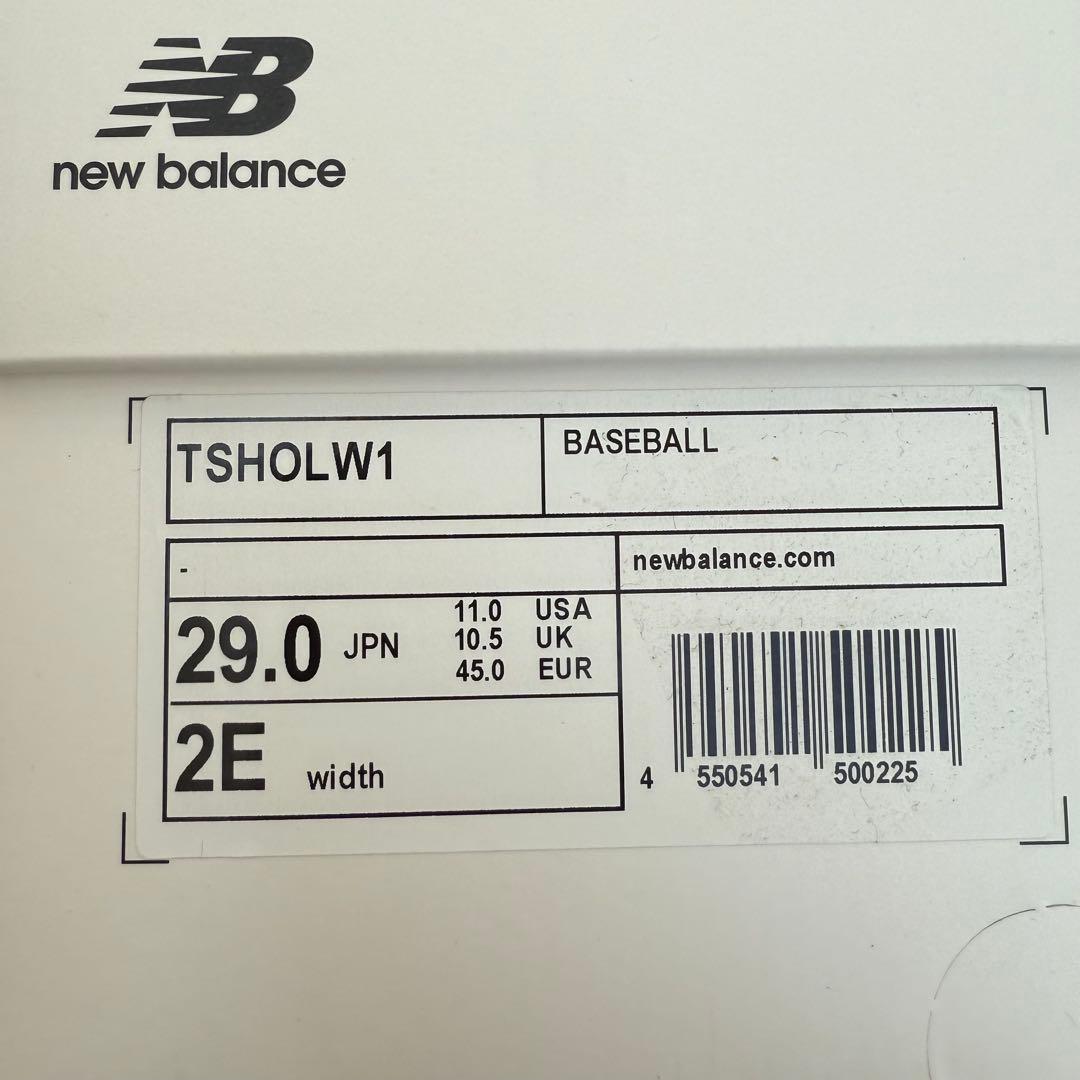 NB
new balance
TSHOLW1
BASEBALL
-
newbalance.com
29.0 JPN
11.0 USA
10.5 UK
45.0 EUR
2E width
4 550541 500225